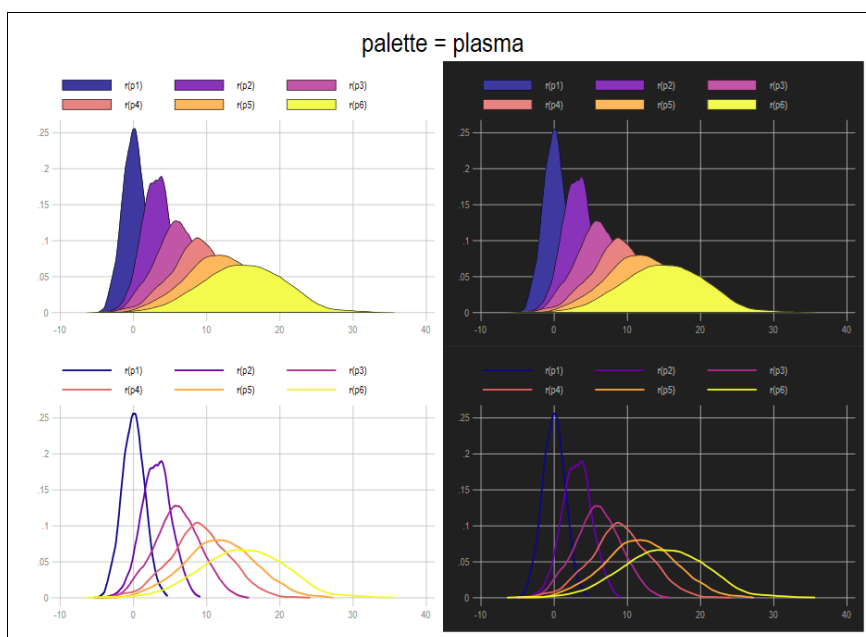 palette = plasma
r(p1) r(p2) r(p3)
r(p4) r(p5) r(p6)
.25
.2
.15
.1
.05
0
-10 0 10 20 30 40
r(p1) r(p2) r(p3)
r(p4) r(p5) r(p6)
.25
.2
.15
.1
.05
0
-10 0 10 20 30 40
r(p1) r(p2) r(p3)
r(p4) r(p5) r(p6)
.25
.2
.15
.1
.05
0
-10 0 10 20 30 40
r(p1) r(p2) r(p3)
r(p4) r(p5) r(p6)
.25
.2
.15
.1
.05
0
-10 0 10 20 30 40